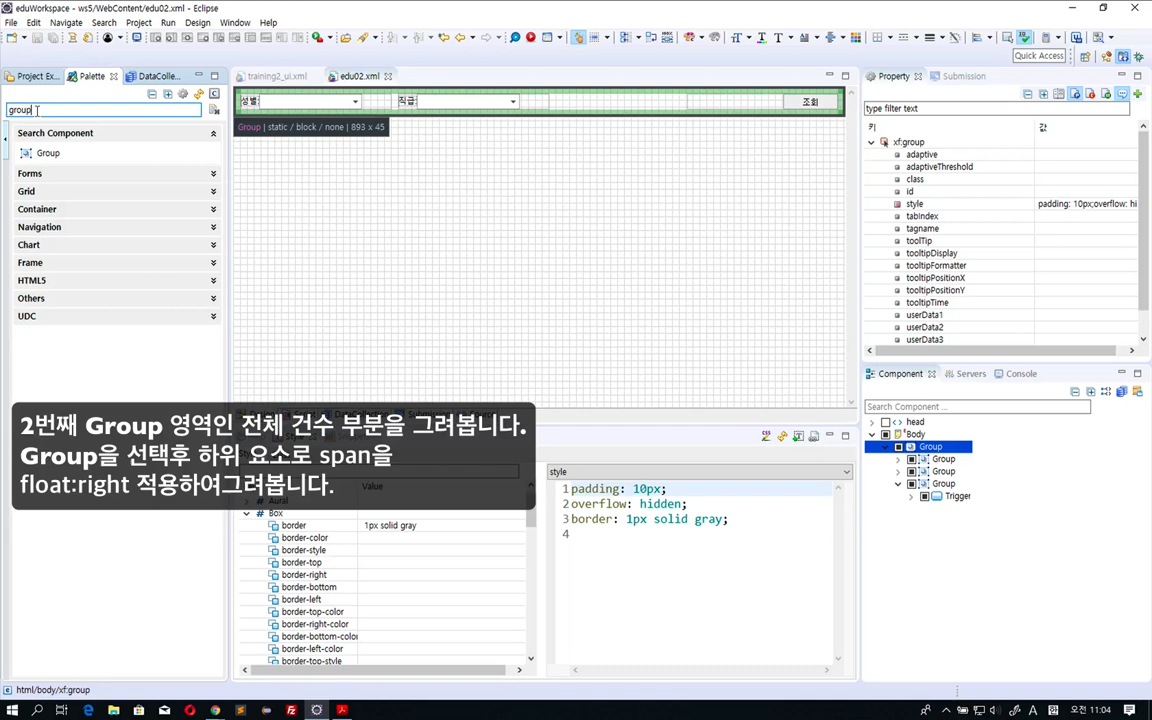 eduWorkspace - ws5/WebContent/edu02.xml - Eclipse
File Edit Navigate Search Project Run Design Window Help
Quick Access
Project Ex... Palette DataColle...
training2_ui.xml edu02.xml
Property Submission
group
Search Component
Group
Forms
Grid
Container
Navigation
Chart
Frame
HTML5
Others
UDC
성별 직급 조회
Group | static / block / none | 893 x 45
type filter text
키 값
xf:group
adaptive
adaptiveThreshold
class
id
style padding: 10px;overflow: hi
tabIndex
tagname
toolTip
tooltipDisplay
tooltipFormatter
tooltipPositionX
tooltipPositionY
tooltipTime
userData1
userData2
userData3
Component Servers Console
Component ...
head
*Body
Group
Group
Group
Group
Trigger
2번째 Group 영역인 전체 건수 부분을 그려봅니다.
Group을 선택후 하위 요소로 span을
float:right 적용하여그려봅니다.
Value
Aural
Box
border 1px solid gray
border-color
border-style
border-top
border-right
border-bottom
border-left
border-top-color
border-right-color
border-bottom-color
border-left-color
border-top-style
style
1 padding: 10px;
2 overflow: hidden;
3 border: 1px solid gray;
4
html/body/xf:group
오전 11:04